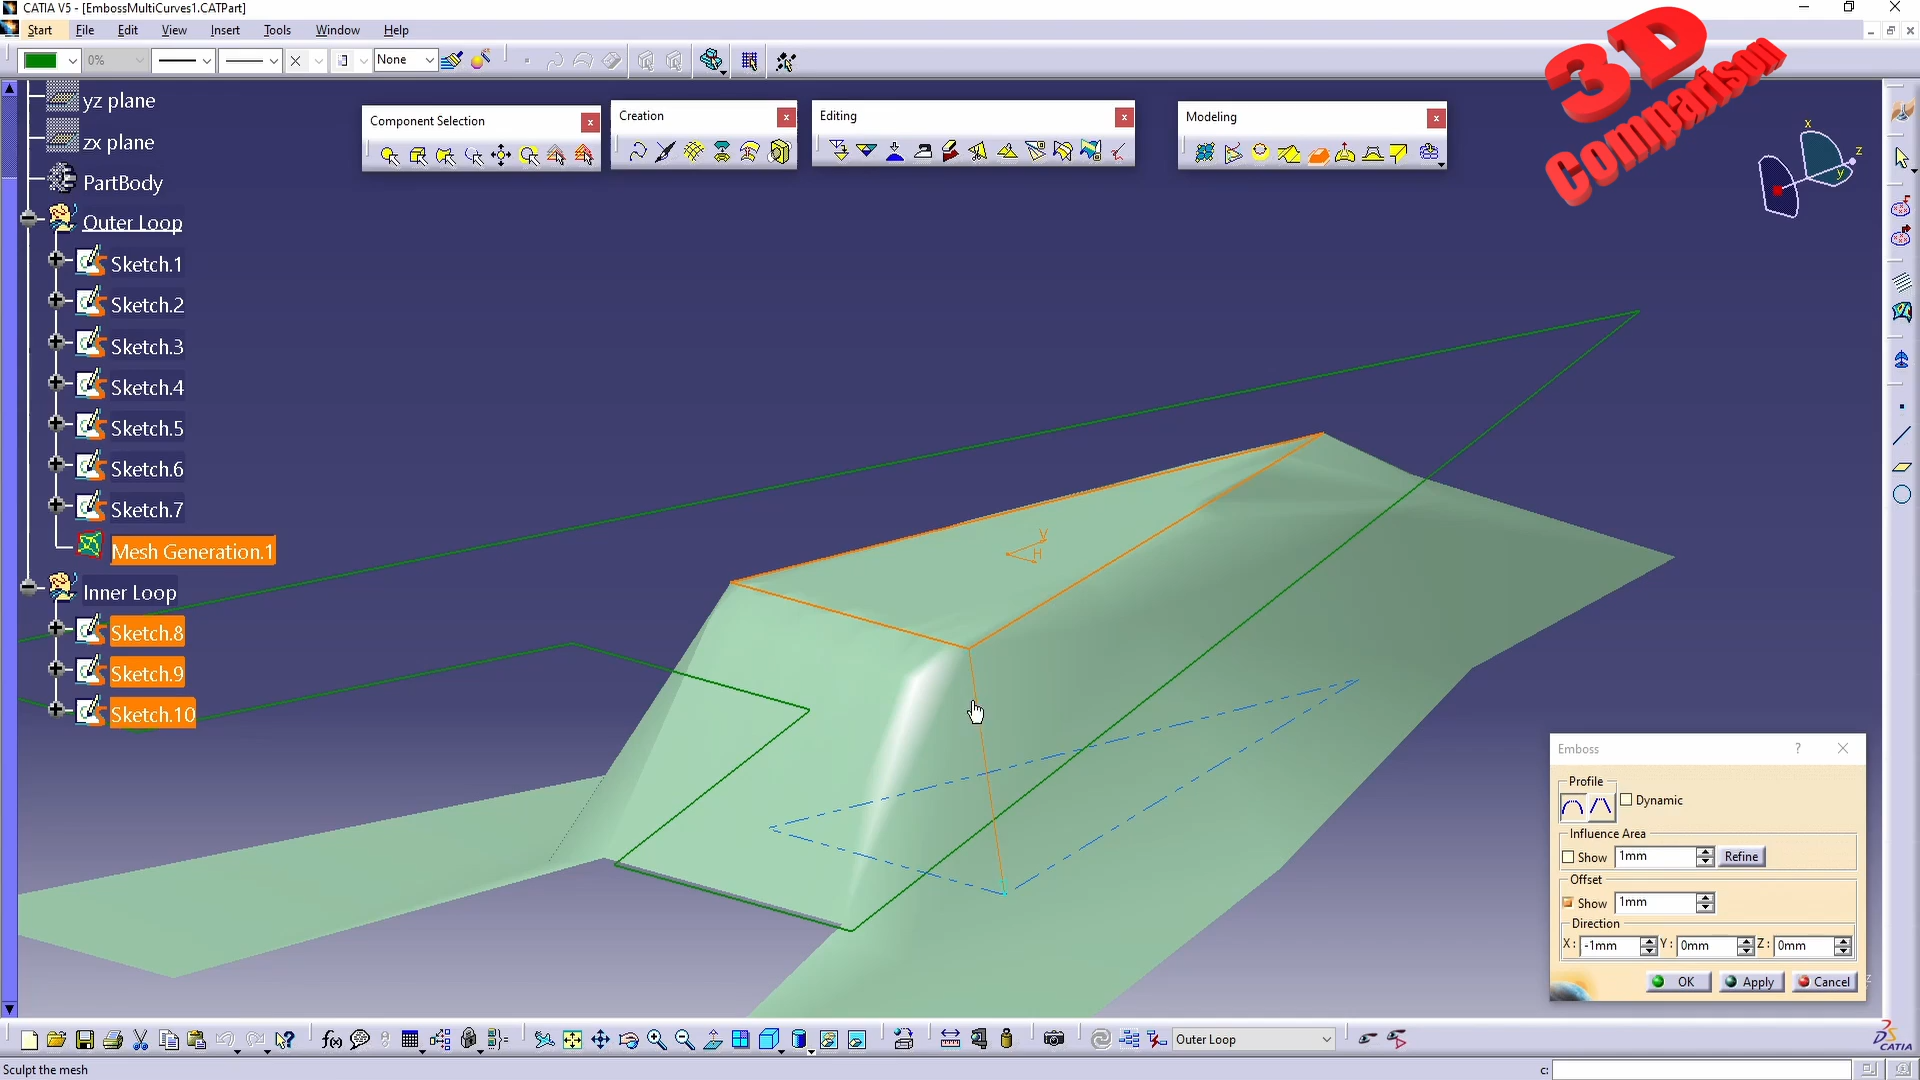 CATIA V5 - [EmbossMultiCurves1.CATPart]
Start File Edit View Insert Tools Window Help
0% None
3D
Comparison
yz plane
zx plane
PartBody
Outer Loop
Sketch.1
Sketch.2
Sketch.3
Sketch.4
Sketch.5
Sketch.6
Sketch.7
Mesh Generation.1
Inner Loop
Sketch.8
Sketch.9
Sketch.10
Component Selection
Creation
Editing
Modeling
x
z
y
V
H
Emboss
Profile
Dynamic
Influence Area
Show 1mm Refine
Offset
Show 1mm
Direction
X: -1mm Y: 0mm Z: 0mm
OK Apply Cancel
f(x)
Outer Loop
CATIA
Sculpt the mesh
c: